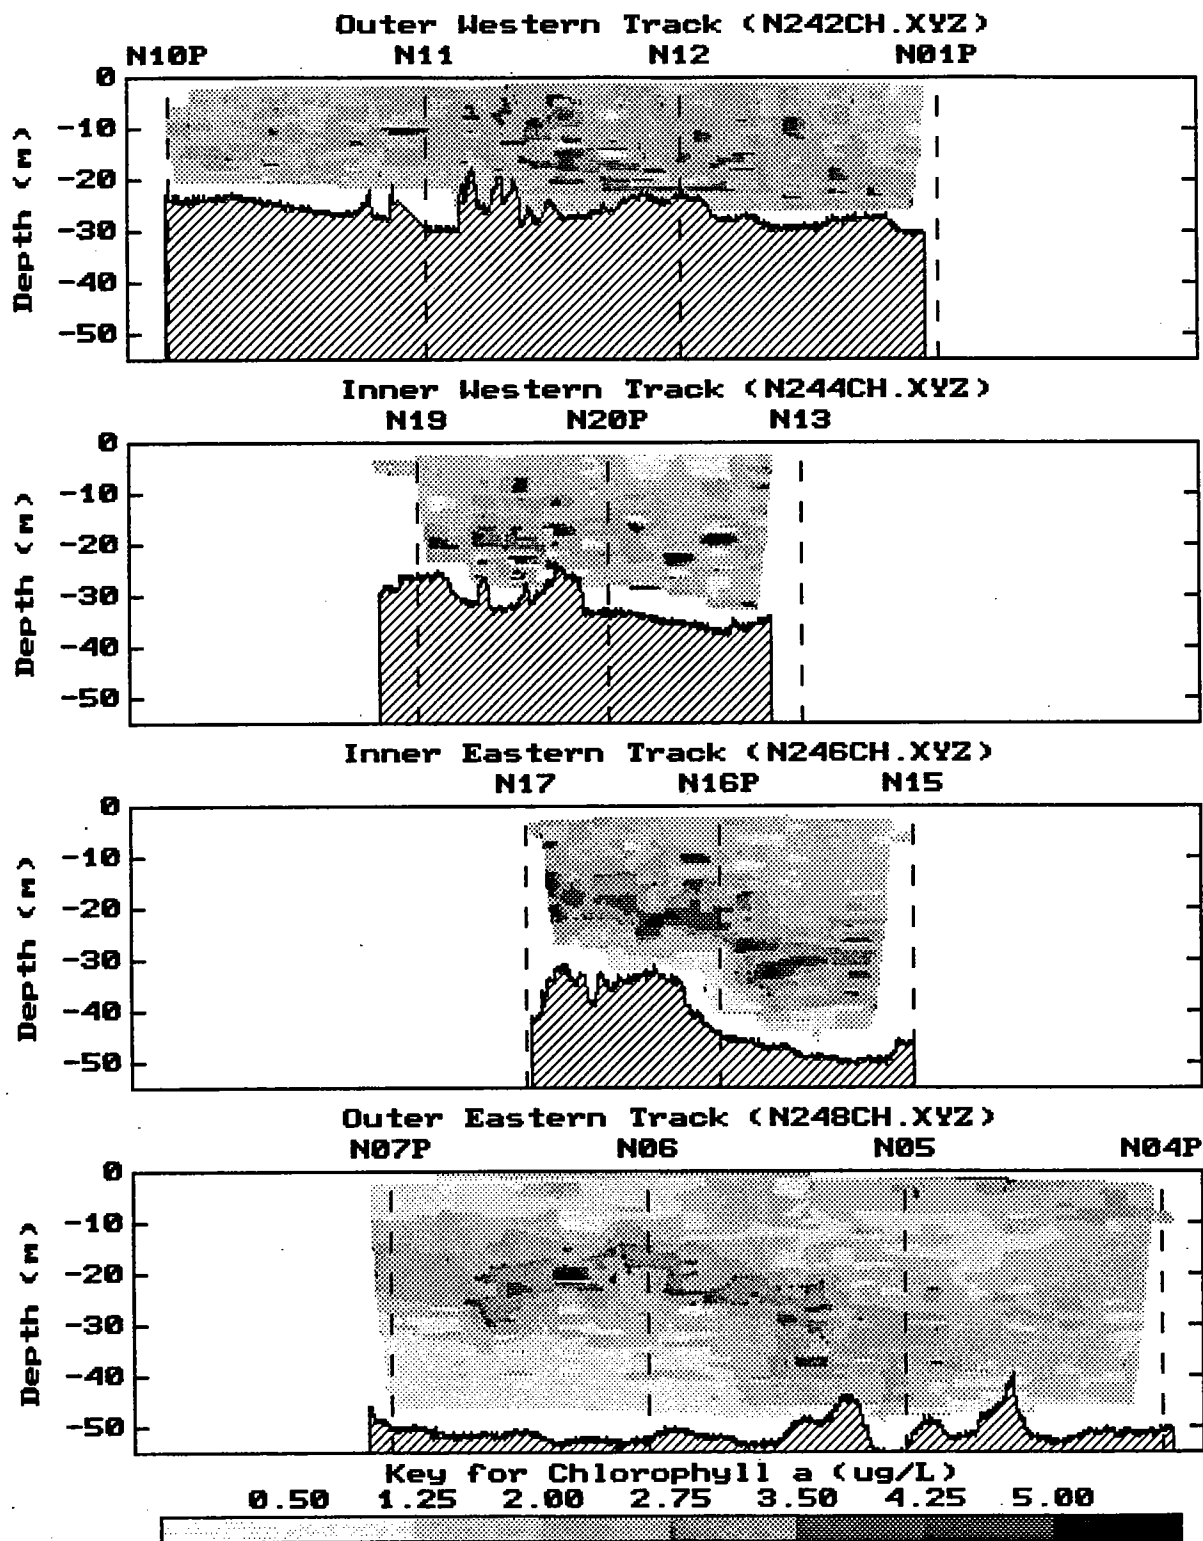 Outer Western Track (N242CH.XYZ)
N10P N11 N12 N01P
0
-10
-20
-30
-40
-50
Depth (m)
Inner Western Track (N244CH.XYZ)
N19 N20P N13
0
-10
-20
-30
-40
-50
Depth (m)
Inner Eastern Track (N246CH.XYZ)
N17 N16P N15
0
-10
-20
-30
-40
-50
Depth (m)
Outer Eastern Track (N248CH.XYZ)
N07P N06 N05 N04P
0
-10
-20
-30
-40
-50
Depth (m)
Key for Chlorophyll a (ug/L)
0.50 1.25 2.00 2.75 3.50 4.25 5.00